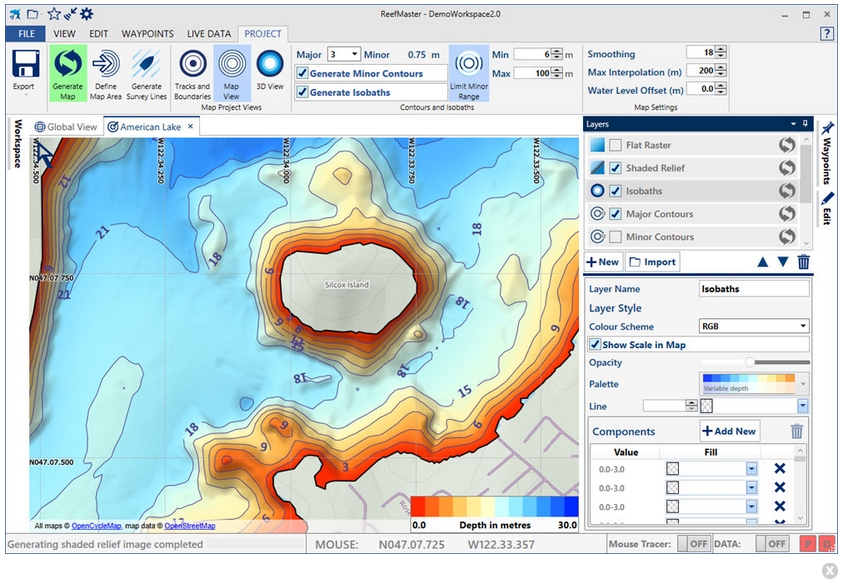 ReefMaster - DemoWorkspace2.0
FILE VIEW EDIT WAYPOINTS LIVE DATA PROJECT ?
Major 3 Minor 0.75 m Min 6 m Smoothing 18
Generate Minor Contours Max 100 m Max Interpolation (m) 200
Generate Isobaths Water Level Offset (m) 0.0
Export Generate Map Define Map Area Generate Survey Lines Tracks and Boundaries Map View 3D View Limit Minor Range
Map Project Views Contours and Isobaths Map Settings
Workspace
Global View American Lake
W122.34.500 W122.34.250 W122.34.000 W122.33.750 W122.33.500
21
21
18
18
N047.07.750
9
Silcox Island
21
18
9
9
15
18
18
15
18
6
9
9
N047.07.500
3
6
All maps © OpenCycleMap, map data © OpenStreetMap
0.0 Depth in metres 30.0
Layers
Flat Raster
Shaded Relief
Isobaths
Major Contours
Minor Contours
New Import
Layer Name Isobaths
Layer Style
Colour Scheme RGB
Show Scale in Map
Opacity
Palette Variable depth
Line
Components Add New
Value Fill
0.0-3.0
0.0-3.0
0.0-3.0
Waypoints
Edit
Generating shaded relief image completed MOUSE: N047.07.725 W122.33.357 Mouse Tracer: OFF DATA: OFF